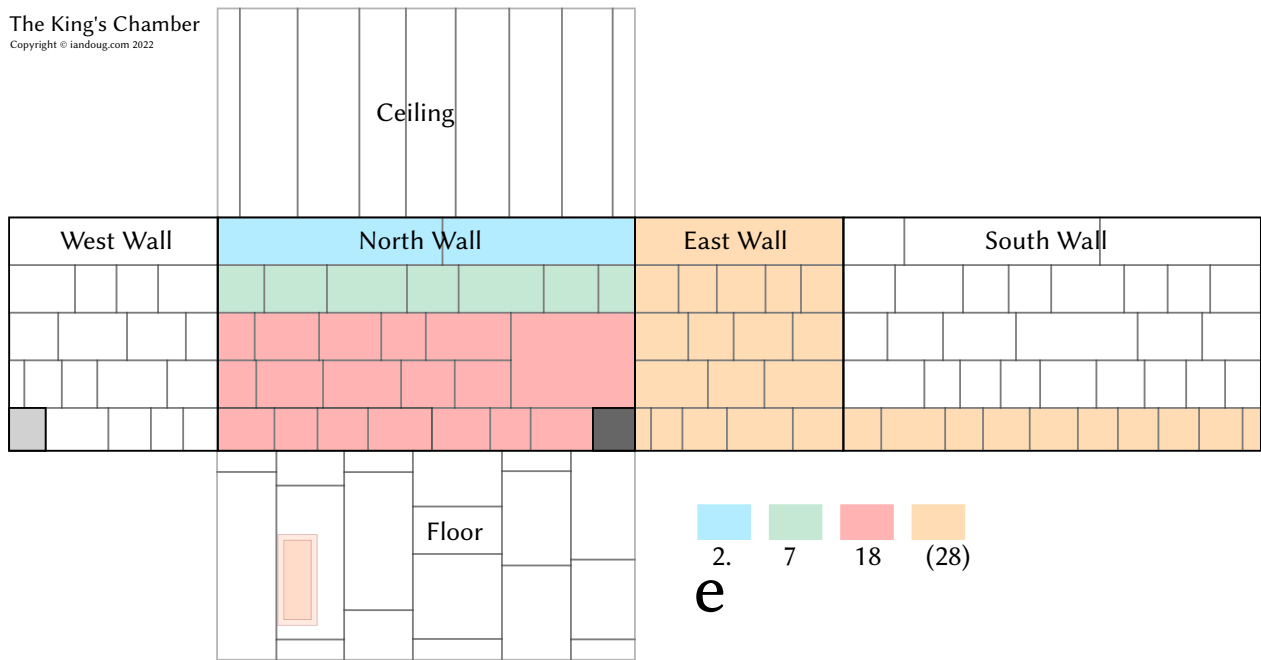 The King's Chamber
Copyright © iandoug.com 2022
Ceiling
West Wall
North Wall
East Wall
South Wall
Floor
2. 7 18 (28)
e